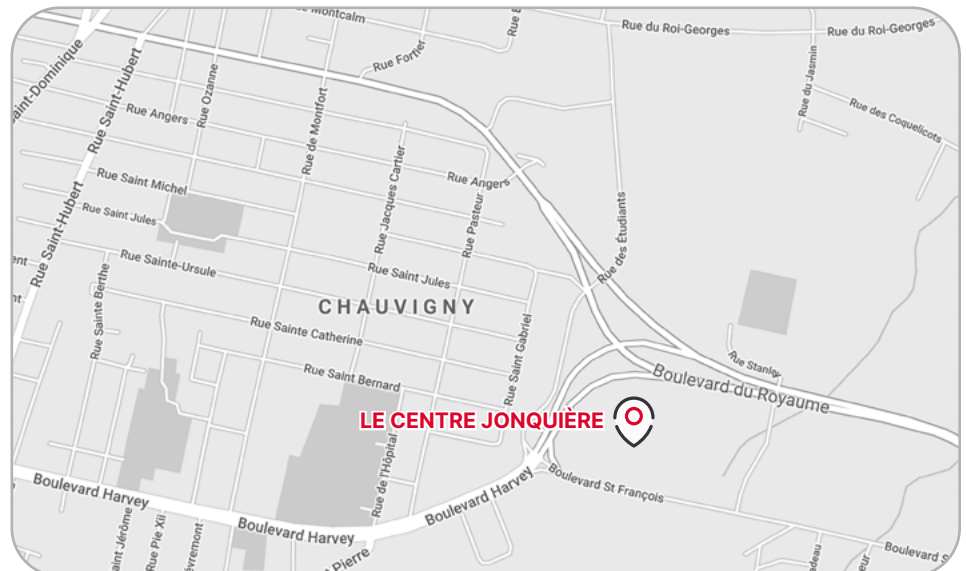 Montcalm
Rue du Roi-Georges
Rue du Roi-Georges
Rue Fortier
Rue Saint-Hubert
Rue Ozanne
Rue de Montfort
Rue du Jasmin
Rue des Coquelicots
Rue Angers
Rue Angers
Rue Saint Michel
Rue Jacques Cartier
Rue Pasteur
Rue des Étudiants
Rue Saint-Hubert
Rue Saint Jules
Rue Sainte-Ursule
Rue Saint Jules
Rue Sainte Berthe
CHAUVIGNY
Rue Sainte Catherine
Rue Saint Gabriel
Rue Saint Bernard
Rue Stanley
Boulevard du Royaume
LE CENTRE JONQUIÈRE
Rue de l'Hôpital
Boulevard Harvey
Boulevard Harvey
Boulevard Harvey
Boulevard St François
Rue Pie XII
Pierre
Boulevard S